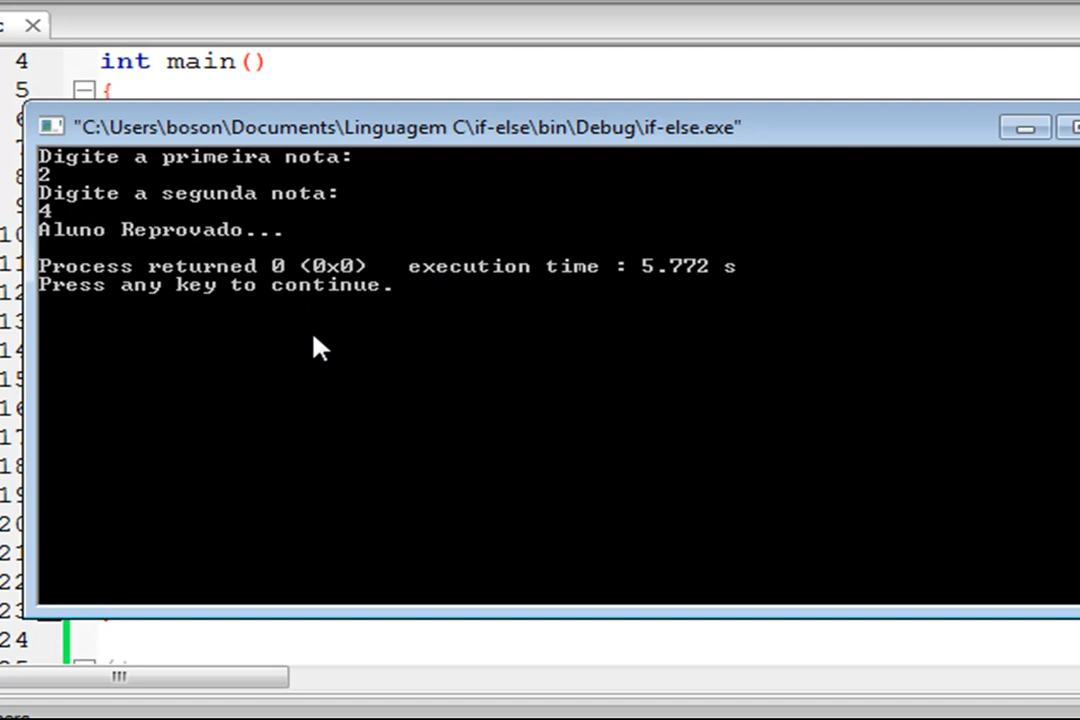 4 int main()
5 {
"C:\Users\boson\Documents\Linguagem C\if-else\bin\Debug\if-else.exe"
Digite a primeira nota:
2
Digite a segunda nota:
4
Aluno Reprovado...
Process returned 0 (0x0) execution time : 5.772 s
Press any key to continue.
24